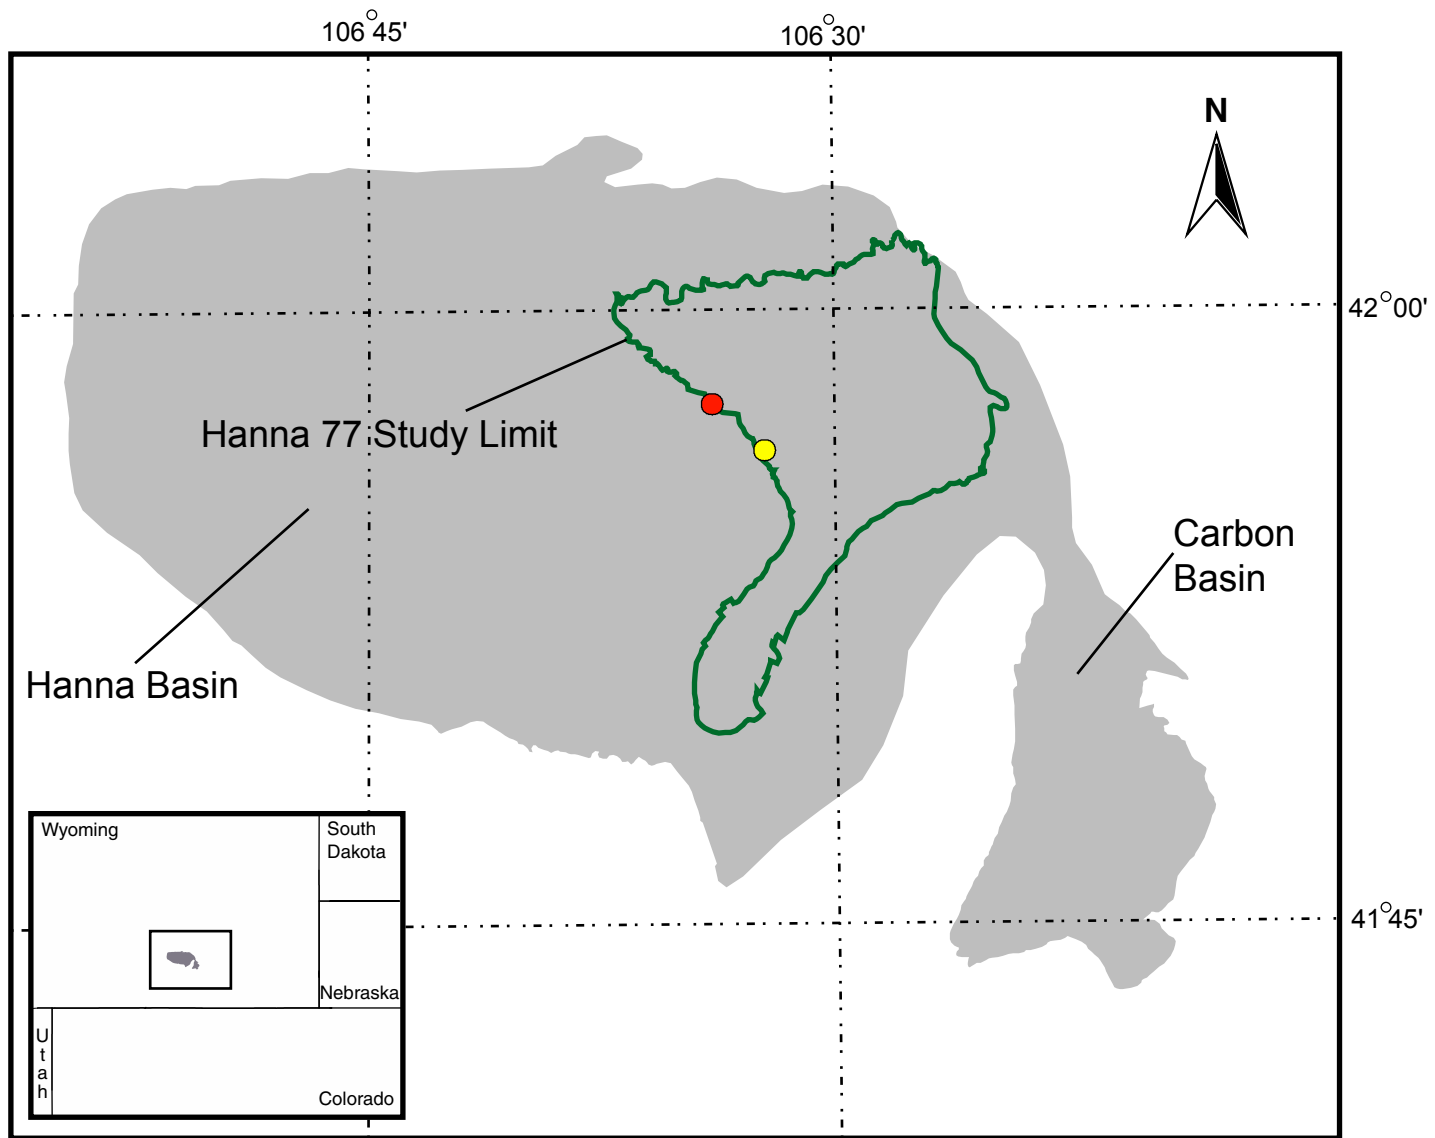 106°45'
106°30'
N
42°00'
Hanna 77 Study Limit
Carbon
Basin
Hanna Basin
Wyoming
South
Dakota
41°45'
Nebraska
Utah
Colorado